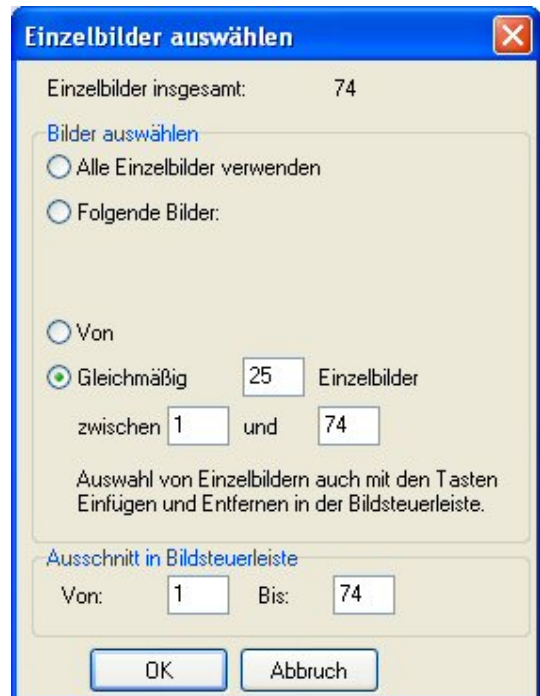 Einzelbilder auswählen
Einzelbilder insgesamt: 74
Bilder auswählen
Alle Einzelbilder verwenden
Folgende Bilder:
Von
Gleichmäßig 25 Einzelbilder
zwischen 1 und 74
Auswahl von Einzelbildern auch mit den Tasten
Einfügen und Entfernen in der Bildsteuerleiste.
Ausschnitt in Bildsteuerleiste
Von: 1 Bis: 74
OK Abbruch